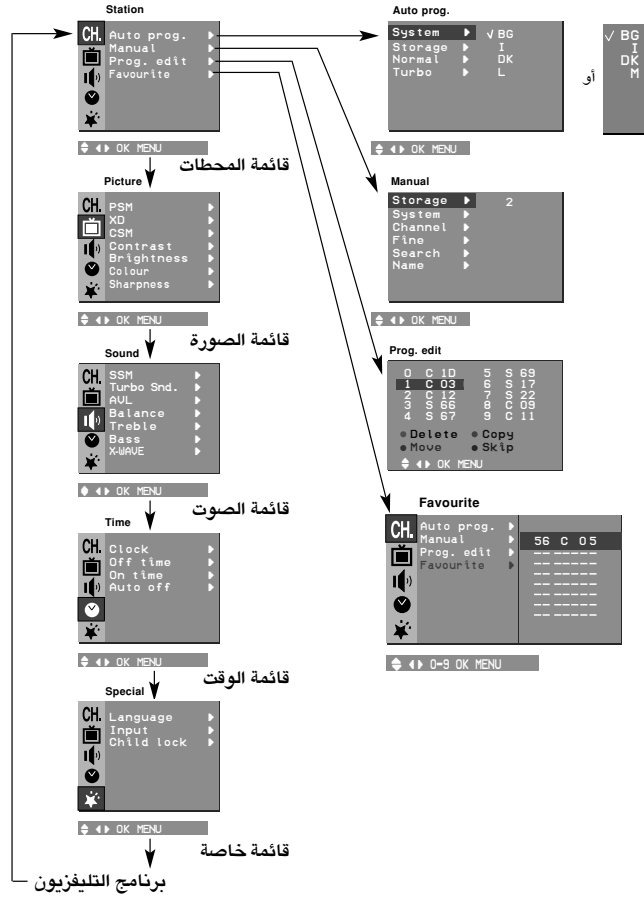 Station
CH.
Auto prog.
Manual
Prog. edit
Favourite
OK MENU
قائمة المحطات
Picture
CH.
PSM
XD
CSM
Contrast
Brightness
Colour
Sharpness
OK MENU
قائمة الصورة
Sound
CH.
SSM
Turbo Snd.
AVL
Balance
Treble
Bass
X-WAVE
OK MENU
قائمة الصوت
Time
CH.
Clock
Off time
On time
Auto off
OK MENU
قائمة الوقت
Special
CH.
Language
Input
Child lock
OK MENU
قائمة خاصة
برنامج التليفزيون
Auto prog.
System √ BG
Storage I
Normal DK
Turbo L
OK MENU
أو
√ BG
I
DK
M
Manual
Storage 2
System
Channel
Fine
Search
Name
OK MENU
Prog. edit
0 C 1D 5 S 69
1 C 03 6 S 17
2 C 12 7 S 22
3 S 66 8 C 09
4 S 67 9 C 11
Delete Copy
Move Skip
OK MENU
Favourite
CH.
Auto prog.
Manual 56 C 05
Prog. edit -- -----
Favourite -- -----
-- -----
-- -----
-- -----
-- -----
0-9 OK MENU